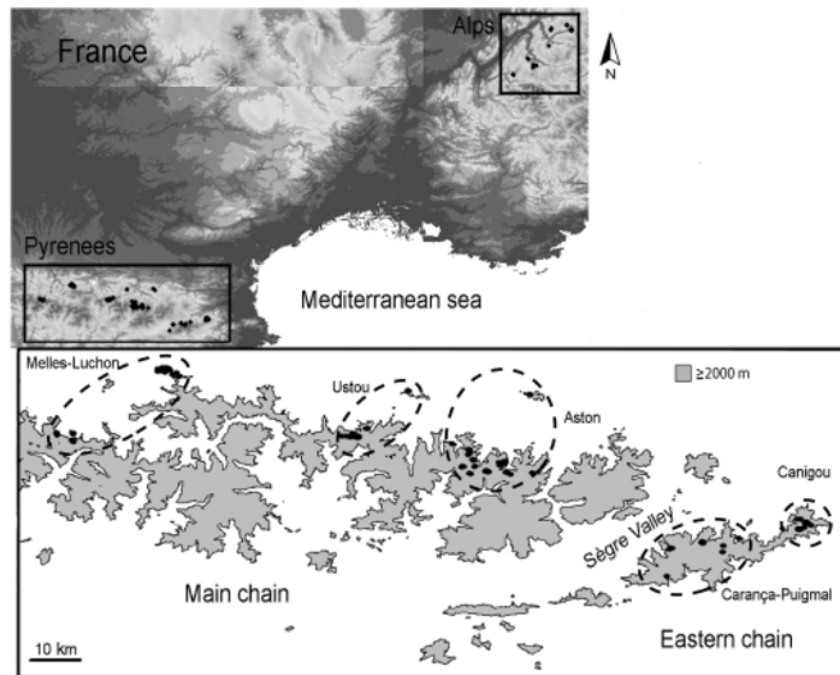 Alps
France
N
Pyrenees
Mediterranean sea
Melles-Luchon
≥2000 m
Ustou
Aston
Canigou
Sègre Valley
Main chain
Carança-Puigmal
Eastern chain
10 km